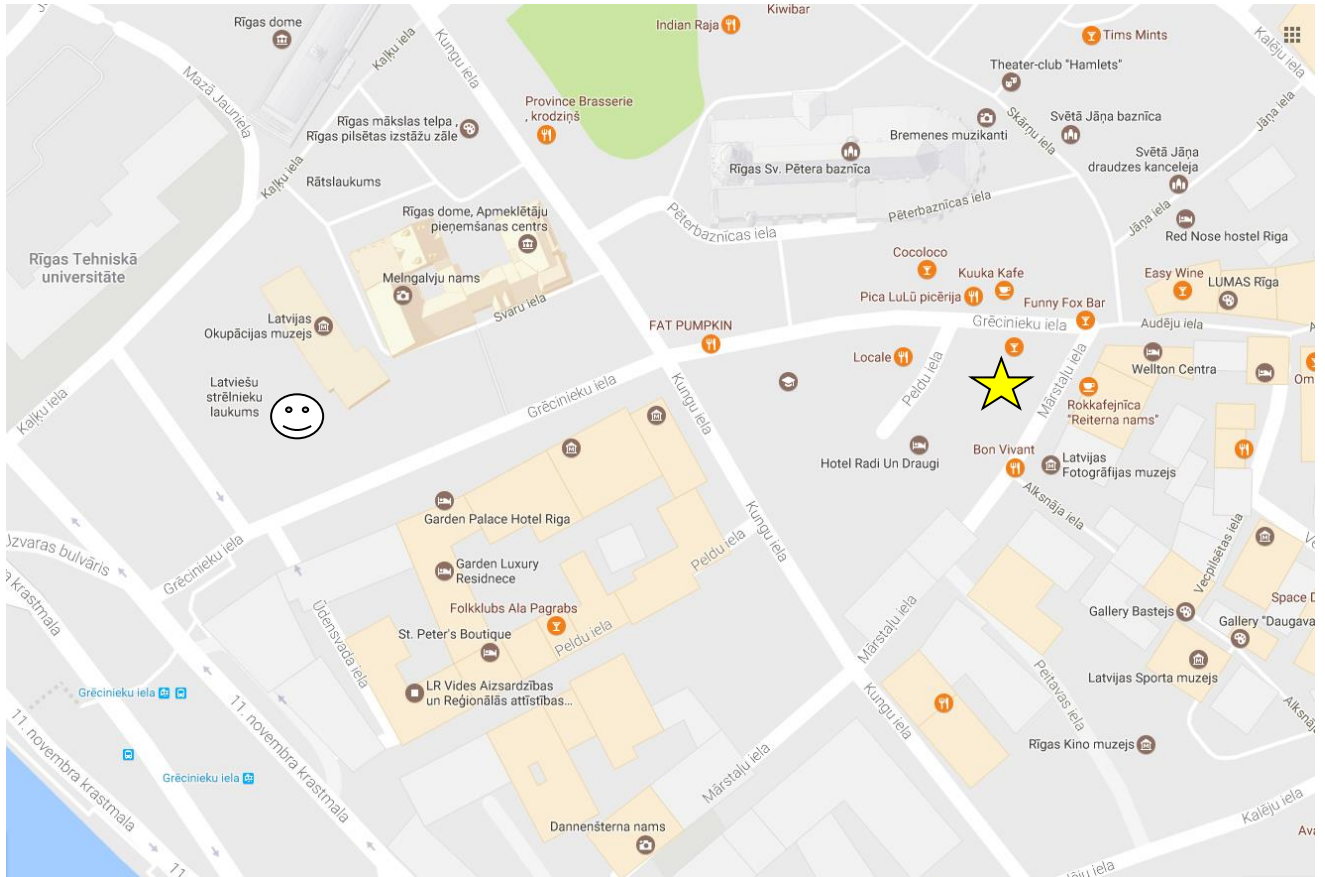 Kiwibar
Rīgas dome
Indian Raja
Tims Mints
Kaļķu iela
Kungu iela
Kalēju iela
Theater-club "Hamlets"
Mazā Jauniela
Province Brasserie
, krodziņš
Skārņu iela
Jāņa iela
Rīgas mākslas telpa ,
Rīgas pilsētas izstāžu zāle
Bremenes muzikanti
Svētā Jāņa baznīca
Svētā Jāņa
draudzes kanceleja
Rīgas Sv. Pētera baznīca
Kaļķu iela
Rātslaukums
Rīgas dome, Apmeklētāju
pieņemšanas centrs
Pēterbaznīcas iela
Pēterbaznīcas iela
Jāņa iela
Red Nose hostel Riga
Rīgas Tehniskā
universitāte
Melngalvju nams
Cocoloco
Kuuka Kafe
Easy Wine
LUMAS Rīga
Pica LuLū picērija
Funny Fox Bar
Svaru iela
Latvijas
Okupācijas muzejs
FAT PUMPKIN
Grēcinieku iela
Audēju iela
Locale
Peldu iela
Mārstaļu iela
Wellton Centra
Om
Latviešu
strēlnieku
laukums
Kaļķu iela
Grēcinieku iela
Kungu iela
Rokkafejnīca
"Reiterna nams"
Hotel Radi Un Draugi
Bon Vivant
Latvijas
Fotogrāfijas muzejs
Alksnāja iela
Garden Palace Hotel Riga
Ozvaras bulvāris
Grēcinieku iela
Peldu iela
Vecpilsētas iela
Ve
Garden Luxury
Residnece
a krastmala
Ūdensvada iela
Folkklubs Ala Pagrabs
St. Peter's Boutique
Peldu iela
Mārstaļu iela
Gallery Bastejs
Space D
Gallery "Daugava
LR Vides Aizsardzības
un Reģionālās attīstības...
Kungu iela
Peitavas iela
Latvijas Sporta muzejs
Alksnāja
Grēcinieku iela
11. novembra krastmala
11. novembra krastmala
Rīgas Kino muzejs
Grēcinieku iela
Mārstaļu iela
Kalēju iela
Dannenšterna nams
Ava
11
ēju iela